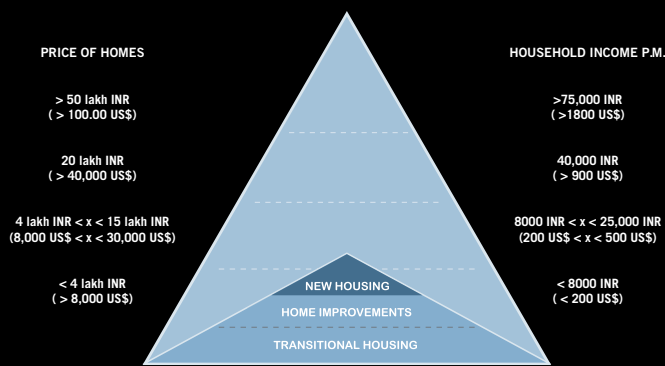 PRICE OF HOMES
> 50 lakh INR
( > 100.00 US$)
20 lakh INR
( > 40,000 US$)
4 lakh INR < x < 15 lakh INR
(8,000 US$ < x < 30,000 US$)
< 4 lakh INR
( > 8,000 US$)
NEW HOUSING
HOME IMPROVEMENTS
TRANSITIONAL HOUSING
HOUSEHOLD INCOME P.M.
>75,000 INR
(>1800 US$)
40,000 INR
( > 900 US$)
8000 INR < x < 25,000 INR
(200 US$ < x < 500 US$)
< 8000 INR
( < 200 US$)